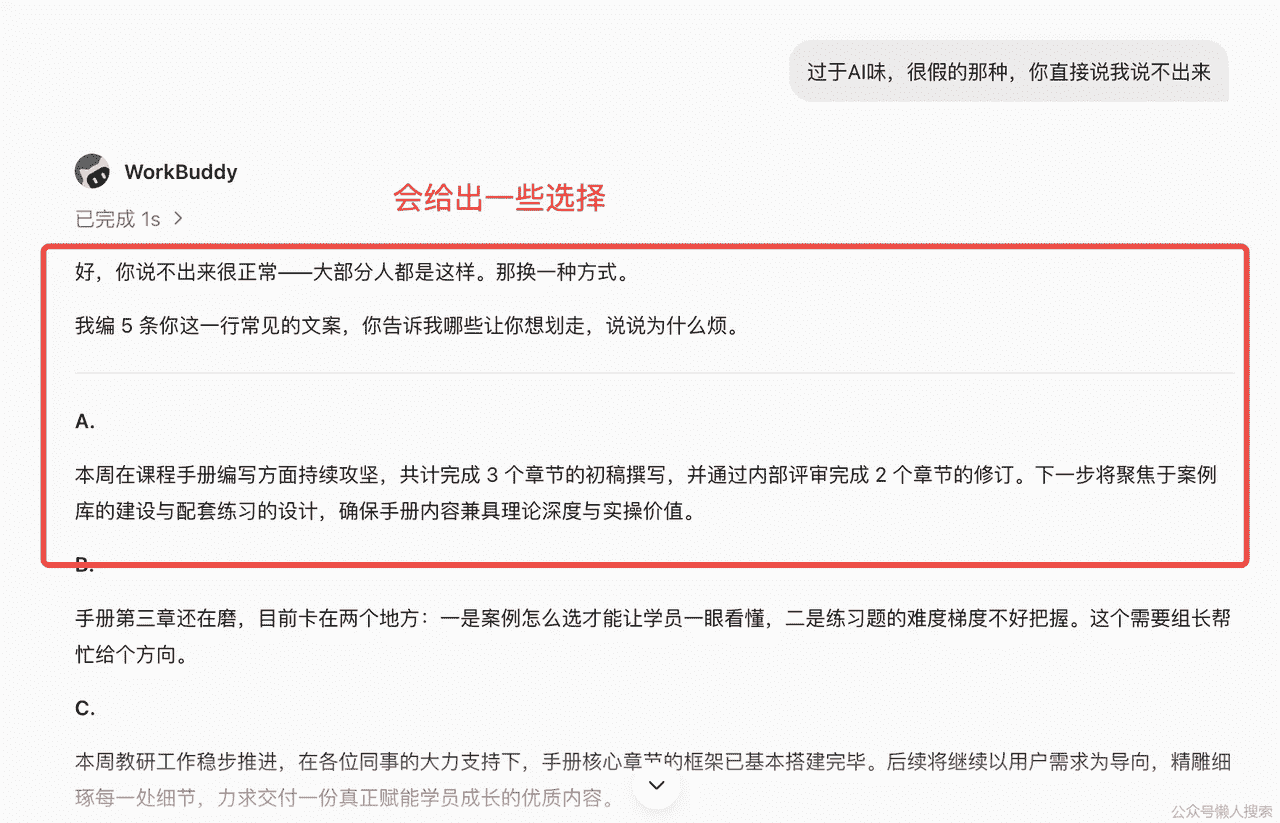 过于AI味，很假的那种，你直接说我说不出来
WorkBuddy
会给出一些选择
已完成 1s >
好，你说不出来很正常——大部分人都是这样。那换一种方式。
我编 5 条你这一行常见的文案，你告诉我哪些让你想划走，说说为什么烦。
A.
本周在课程手册编写方面持续攻坚，共计完成 3 个章节的初稿撰写，并通过内部评审完成 2 个章节的修订。下一步将聚焦于案例
库的建设与配套练习的设计，确保手册内容兼具理论深度与实操价值。
B.
手册第三章还在磨，目前卡在两个地方：一是案例怎么选才能让学员一眼看懂，二是练习题的难度梯度不好把握。这个需要组长帮
忙给个方向。
C.
本周教研工作稳步推进，在各位同事的大力支持下，手册核心章节的框架已基本搭建完毕。后续将继续以用户需求为导向，精雕细
琢每一处细节，力求交付一份真正赋能学员成长的优质内容。
公众号懒人搜索